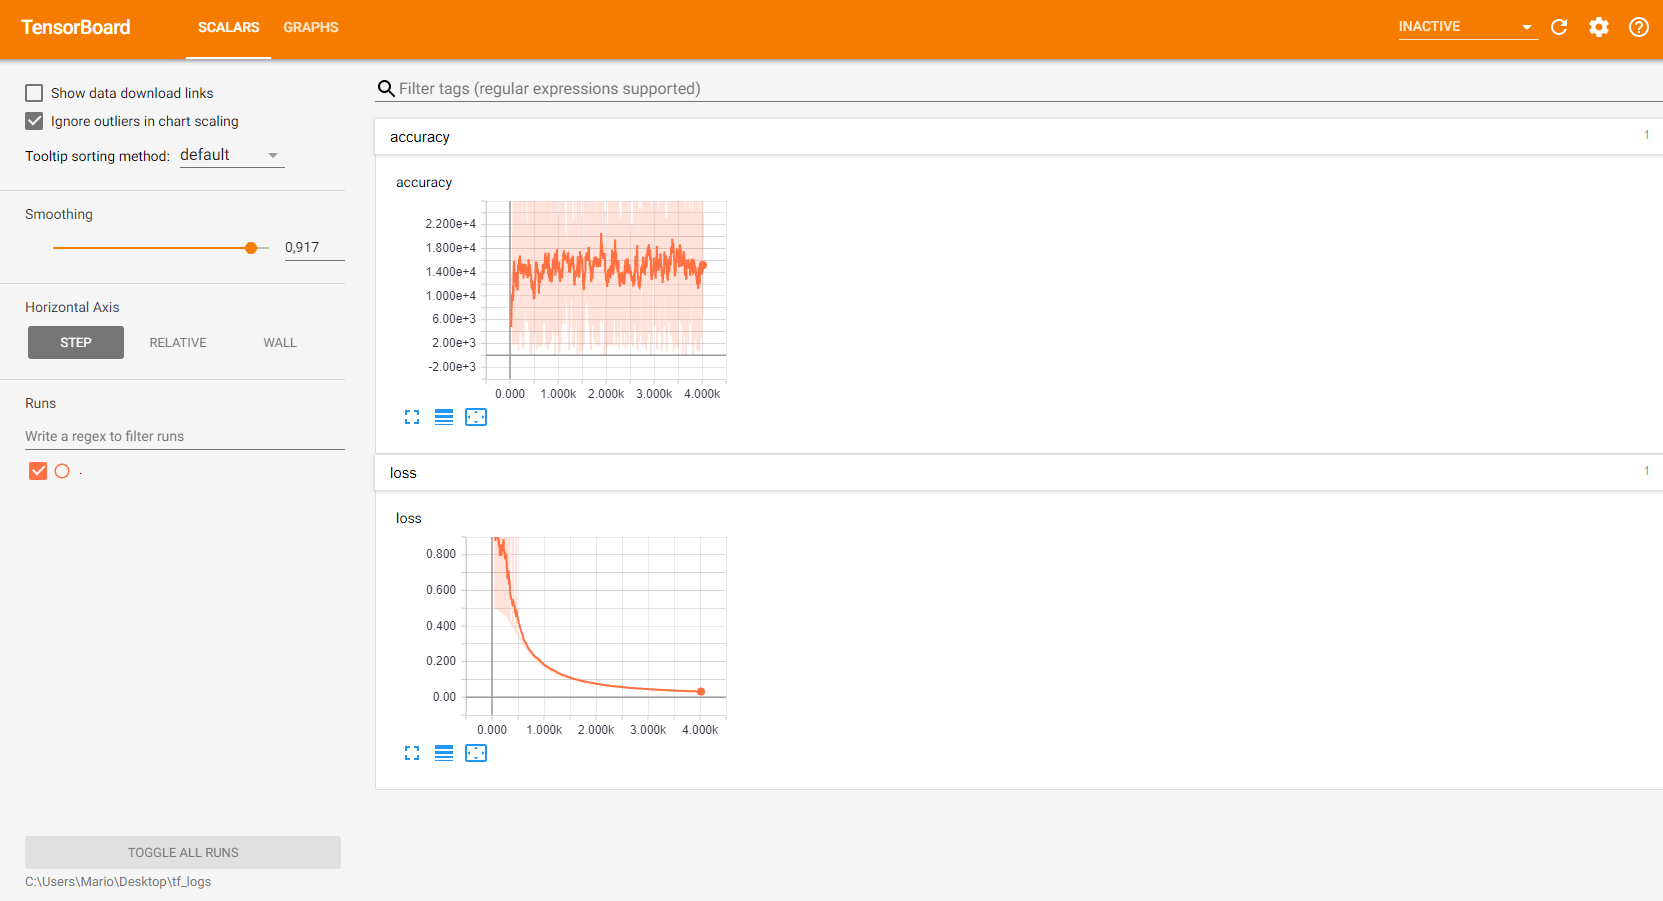 TensorBoard SCALARS GRAPHS INACTIVE
Show data download links
Ignore outliers in chart scaling
Tooltip sorting method: default
Smoothing
0,917
Horizontal Axis
STEP RELATIVE WALL
Runs
Write a regex to filter runs
.
TOGGLE ALL RUNS
C:\Users\Mario\Desktop\tf_logs
Filter tags (regular expressions supported)
accuracy 1
accuracy
2.200e+4
1.800e+4
1.400e+4
1.000e+4
6.00e+3
2.00e+3
-2.00e+3
0.000 1.000k 2.000k 3.000k 4.000k
loss 1
loss
0.800
0.600
0.400
0.200
0.00
0.000 1.000k 2.000k 3.000k 4.000k